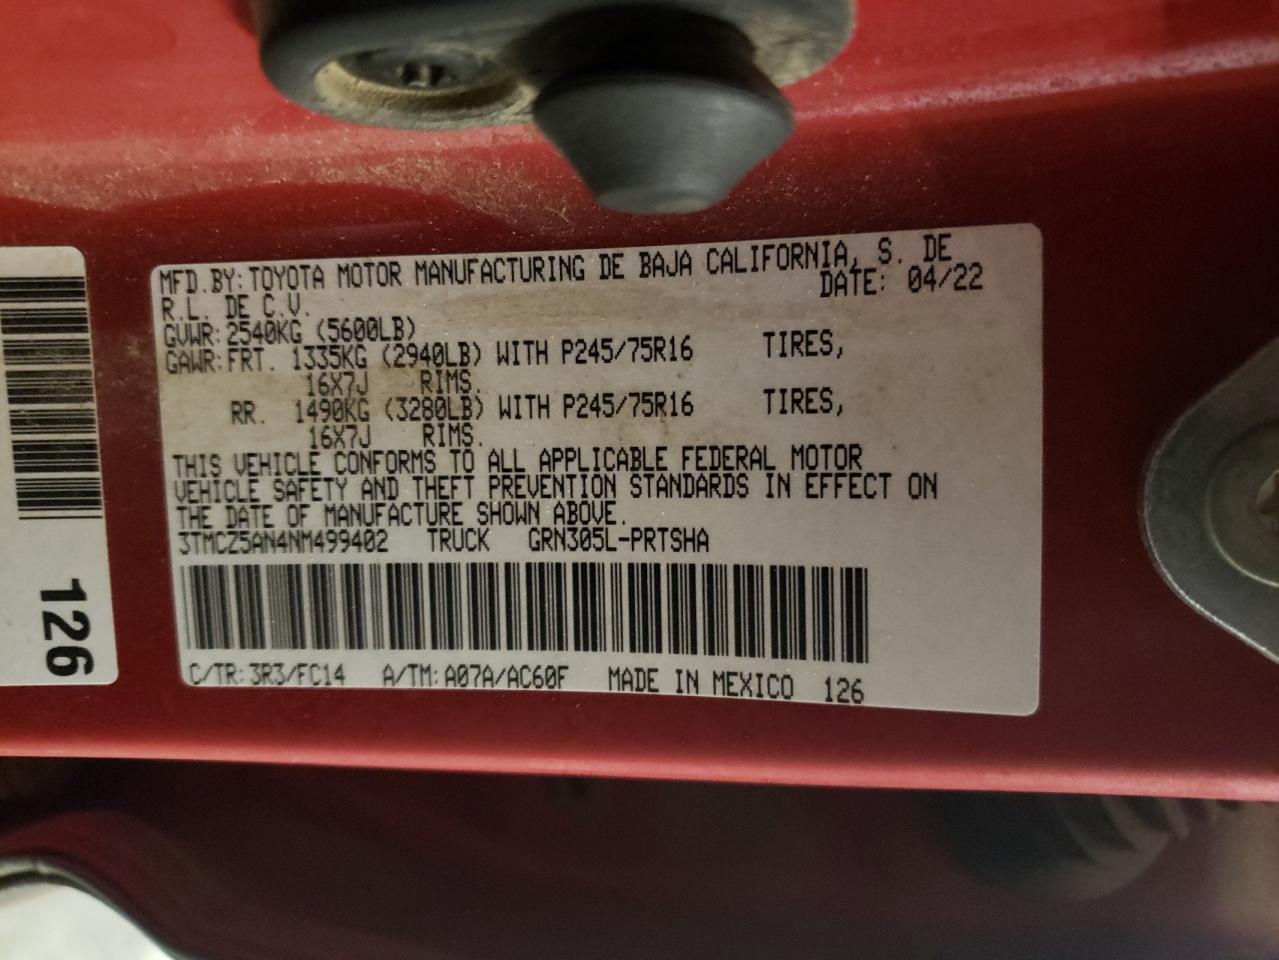 MFD.BY:TOYOTA MOTOR MANUFACTURING DE BAJA CALIFORNIA, S. DE
R.L. DE C.V. DATE: 04/22
GVWR:2540KG (5600LB)
GAWR:FRT. 1335KG (2940LB) WITH P245/75R16 TIRES,
16X7J RIMS.
RR. 1490KG (3280LB) WITH P245/75R16 TIRES,
16X7J RIMS.
THIS VEHICLE CONFORMS TO ALL APPLICABLE FEDERAL MOTOR
VEHICLE SAFETY AND THEFT PREVENTION STANDARDS IN EFFECT ON
THE DATE OF MANUFACTURE SHOWN ABOVE.
3TMCZ5AN4NM499402 TRUCK GRN305L-PRTSHA
C/TR:3R3/FC14 A/TM:A07A/AC60F MADE IN MEXICO 126
126